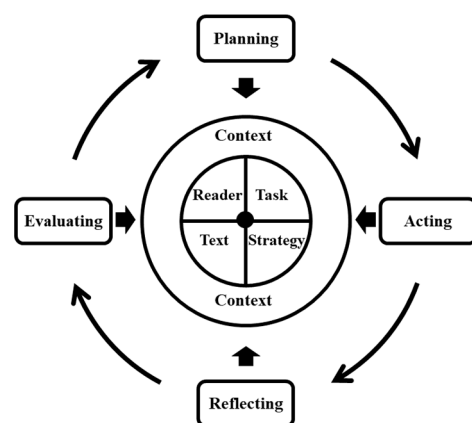 Planning
Context
Reader Task
Evaluating
Acting
Text Strategy
Context
Reflecting